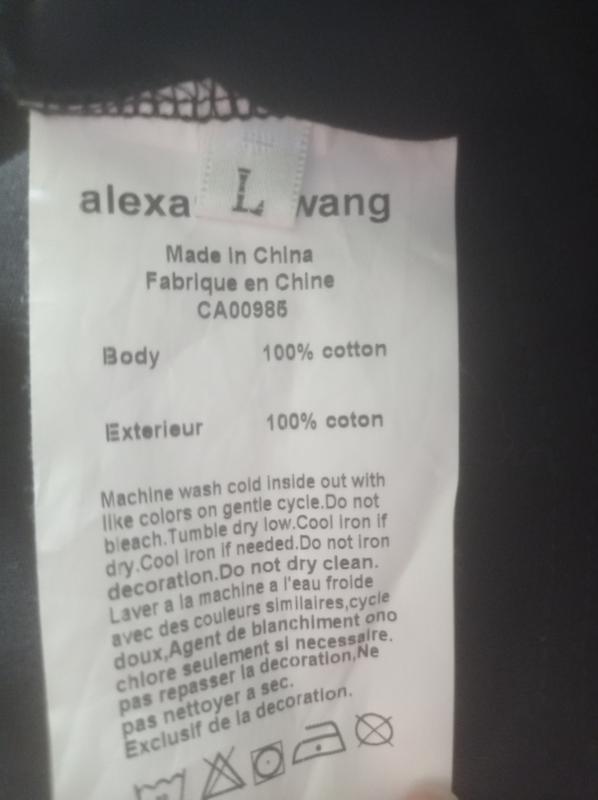 L
alexa wang
Made In China
Fabrique en Chine
CA00985
Body 100% cotton
Exterieur 100% coton
Machine wash cold inside out with
like colors on gentle cycle.Do not
bleach.Tumble dry low.Cool iron if
dry.Cool iron if needed.Do not iron
decoration.Do not dry clean.
Laver a la machine a l'eau froide
avec des couleurs similaires,cycle
doux,Agent de blanchiment ono
chlore seulement si necessaire.
pas repasser la decoration,Ne
pas nettoyer a sec.
Exclusif de la decoration.